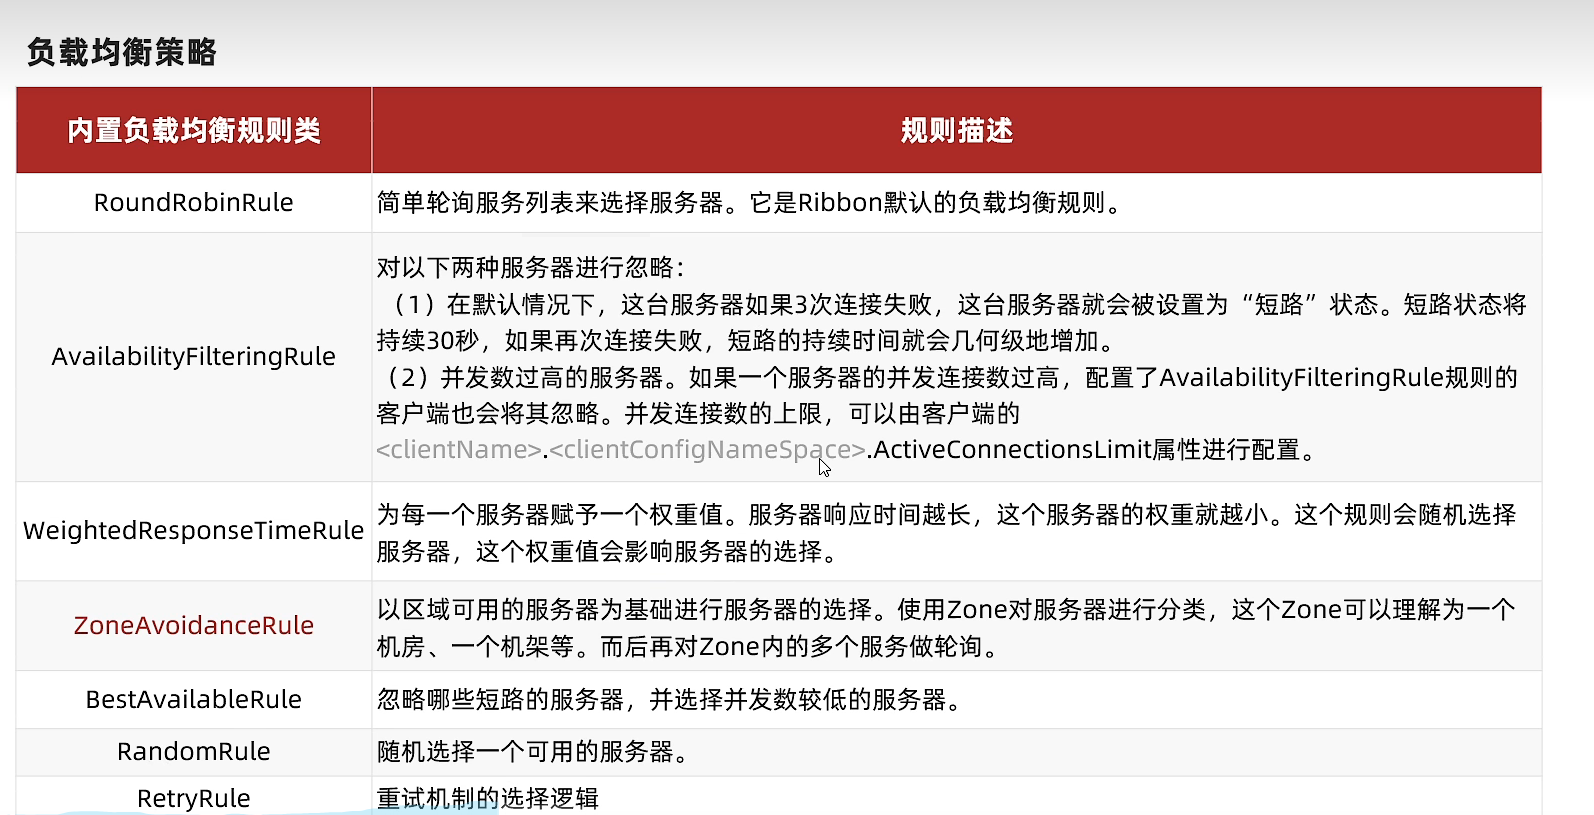 负载均衡策略
内置负载均衡规则类
规则描述
RoundRobinRule
简单轮询服务列表来选择服务器。它是Ribbon默认的负载均衡规则。
AvailabilityFilteringRule
对以下两种服务器进行忽略：
（1）在默认情况下，这台服务器如果3次连接失败，这台服务器就会被设置为“短路”状态。短路状态将
持续30秒，如果再次连接失败，短路的持续时间就会几何级地增加。
（2）并发数过高的服务器。如果一个服务器的并发连接数过高，配置了AvailabilityFilteringRule规则的
客户端也会将其忽略。并发连接数的上限，可以由客户端的
<clientName>.<clientConfigNameSpace>.ActiveConnectionsLimit属性进行配置。
WeightedResponseTimeRule
为每一个服务器赋予一个权重值。服务器响应时间越长，这个服务器的权重就越小。这个规则会随机选择
服务器，这个权重值会影响服务器的选择。
ZoneAvoidanceRule
以区域可用的服务器为基础进行服务器的选择。使用Zone对服务器进行分类，这个Zone可以理解为一个
机房、一个机架等。而后再对Zone内的多个服务做轮询。
BestAvailableRule
忽略哪些短路的服务器，并选择并发数较低的服务器。
RandomRule
随机选择一个可用的服务器。
RetryRule
重试机制的选择逻辑